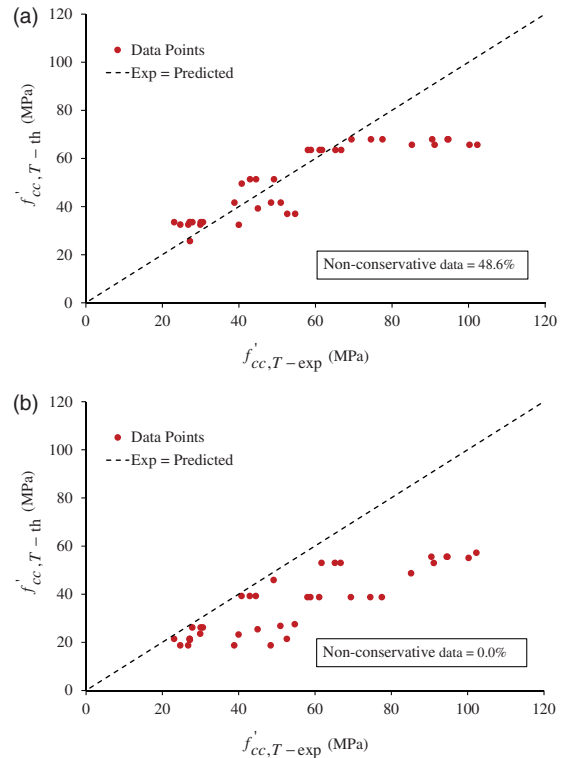 (a)
120
100
80
60
40
20
0
f'cc,T − th (MPa)
Data Points
Exp = Predicted
Non-conservative data = 48.6%
0 20 40 60 80 100 120
f'cc,T − exp (MPa)
(b)
120
100
80
60
40
20
0
f'cc,T − th (MPa)
Data Points
Exp = Predicted
Non-conservative data = 0.0%
0 20 40 60 80 100 120
f'cc,T − exp (MPa)